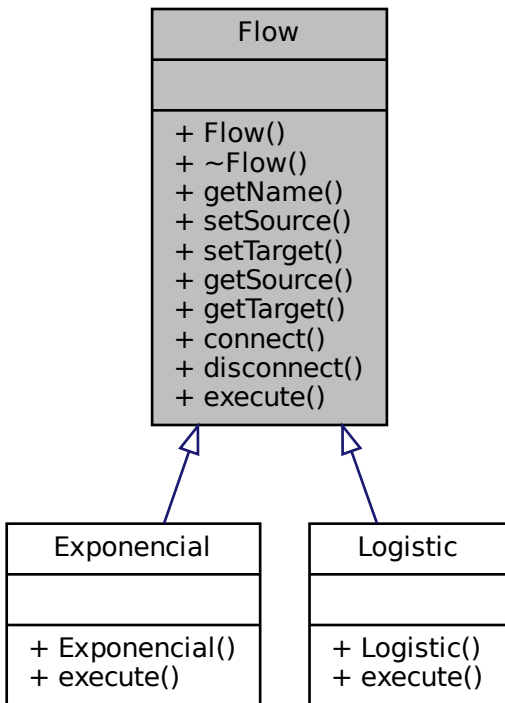 Flow
+ Flow()
+ ~Flow()
+ getName()
+ setSource()
+ setTarget()
+ getSource()
+ getTarget()
+ connect()
+ disconnect()
+ execute()
Exponencial
+ Exponencial()
+ execute()
Logistic
+ Logistic()
+ execute()